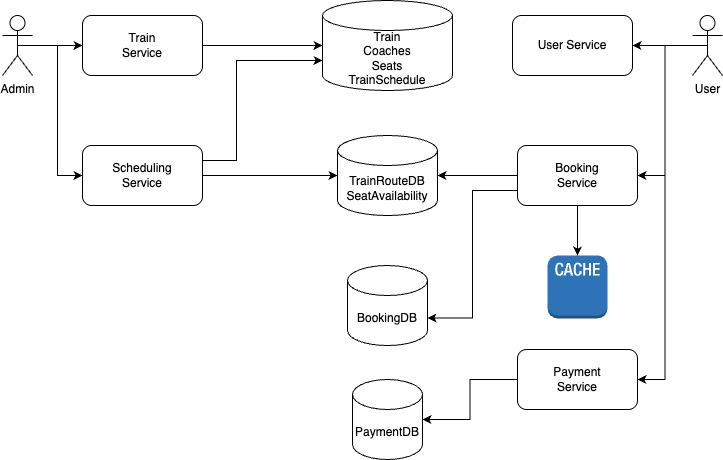 Train
Service
Train
Coaches
Seats
TrainSchedule
User Service
Admin
User
Scheduling
Service
TrainRouteDB
SeatAvailability
Booking
Service
CACHE
BookingDB
Payment
Service
PaymentDB